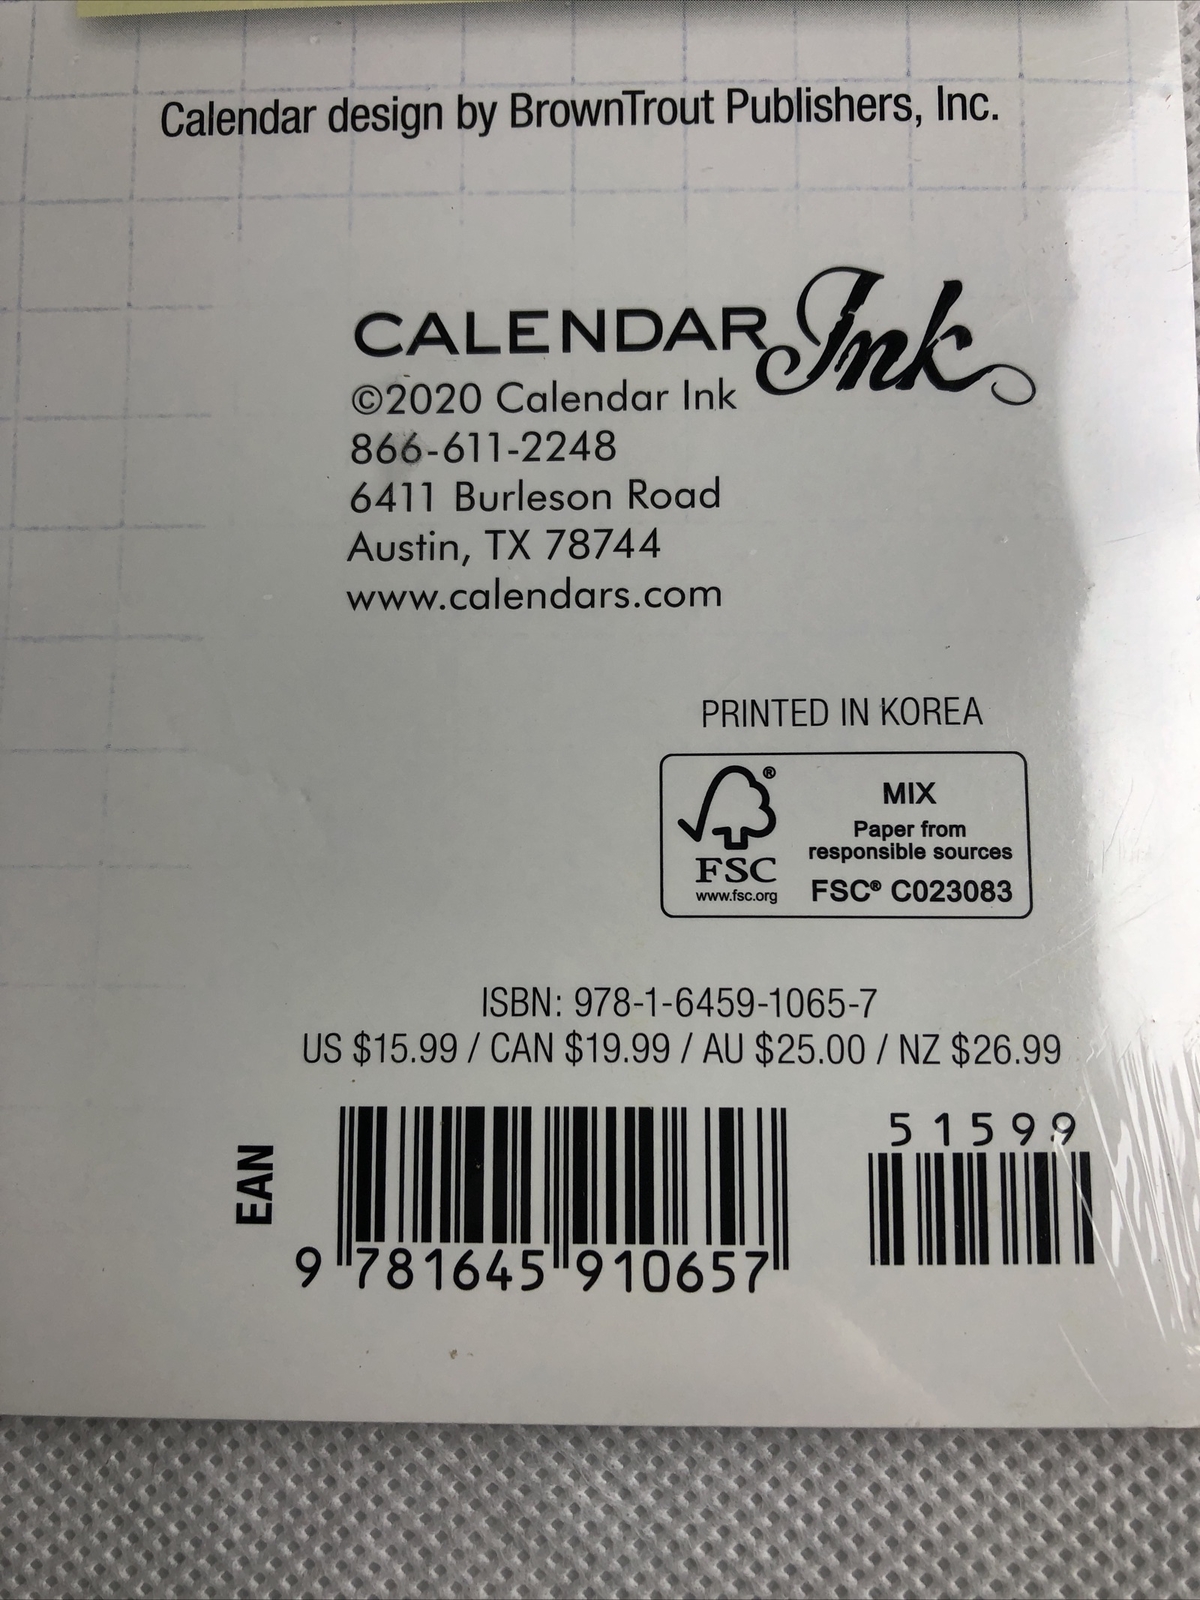 Calendar design by BrownTrout Publishers, Inc.
CALENDAR Ink
©2020 Calendar Ink
866-611-2248
6411 Burleson Road
Austin, TX 78744
www.calendars.com
PRINTED IN KOREA
®
MIX
Paper from
responsible sources
FSC
www.fsc.org
FSC® C023083
ISBN: 978-1-6459-1065-7
US $15.99 / CAN $19.99 / AU $25.00 / NZ $26.99
EAN
51599
9 781645 910657